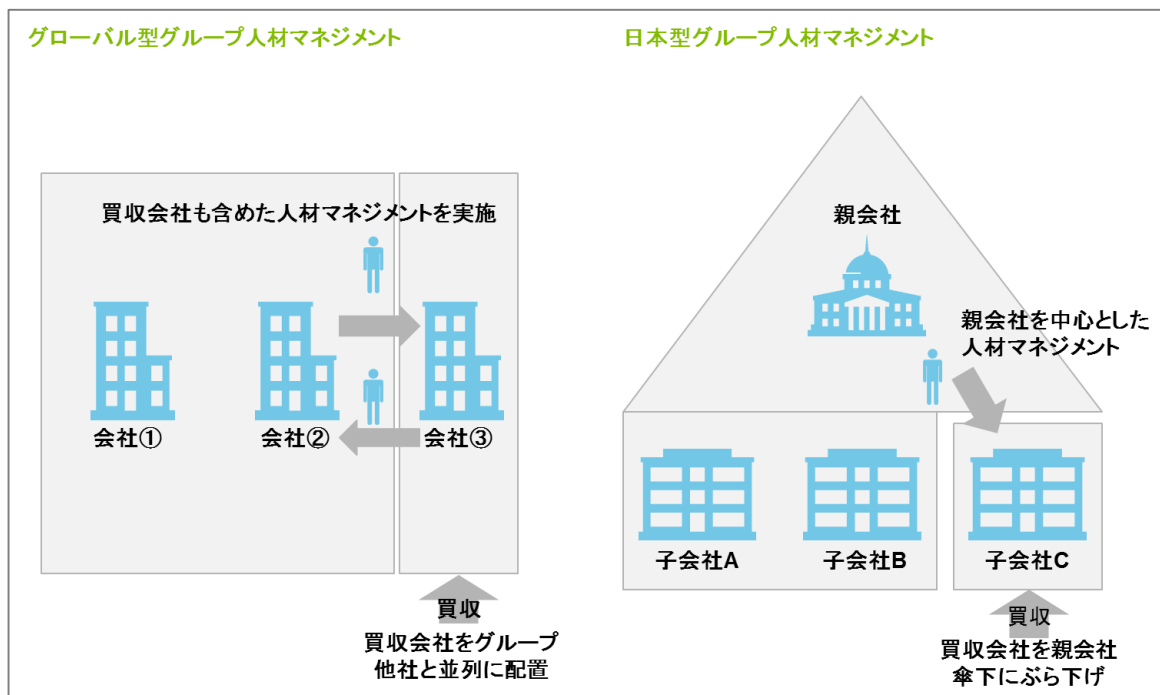 グローバル型グループ人材マネジメント
買収会社も含めた人材マネジメントを実施
会社①
会社②
会社③
買収
買収会社をグループ
他社と並列に配置
日本型グループ人材マネジメント
親会社
親会社を中心とした
人材マネジメント
子会社A
子会社B
子会社C
買収
買収会社を親会社
傘下にぶら下げ